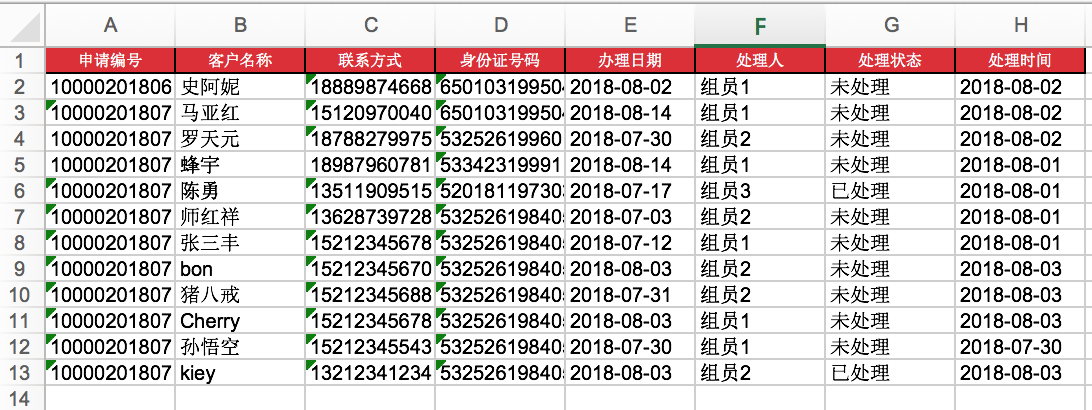 A B C D E F G H
1 申请编号 客户名称 联系方式 身份证号码 办理日期 处理人 处理状态 处理时间
2 10000201806 史阿妮 18889874668 65010319950 2018-08-02 组员1 未处理 2018-08-02
3 10000201807 马亚红 15120970040 65010319950 2018-08-14 组员1 未处理 2018-08-02
4 10000201807 罗天元 18788279975 53252619960 2018-07-30 组员2 未处理 2018-08-02
5 10000201807 蜂宇 18987960781 53342319991 2018-08-14 组员1 未处理 2018-08-01
6 10000201807 陈勇 13511909515 52018119730 2018-07-17 组员3 已处理 2018-08-01
7 10000201807 师红祥 13628739728 53252619840 2018-07-03 组员2 未处理 2018-08-01
8 10000201807 张三丰 15212345678 53252619840 2018-07-12 组员1 未处理 2018-08-01
9 10000201807 bon 15212345670 53252619840 2018-08-03 组员2 未处理 2018-08-03
10 10000201807 猪八戒 15212345688 53252619840 2018-07-31 组员2 未处理 2018-08-03
11 10000201807 Cherry 15212345678 53252619840 2018-08-03 组员1 未处理 2018-08-03
12 10000201807 孙悟空 15212345543 53252619840 2018-07-30 组员1 未处理 2018-07-30
13 10000201807 kiey 13212341234 53252619840 2018-08-03 组员2 已处理 2018-08-03
14